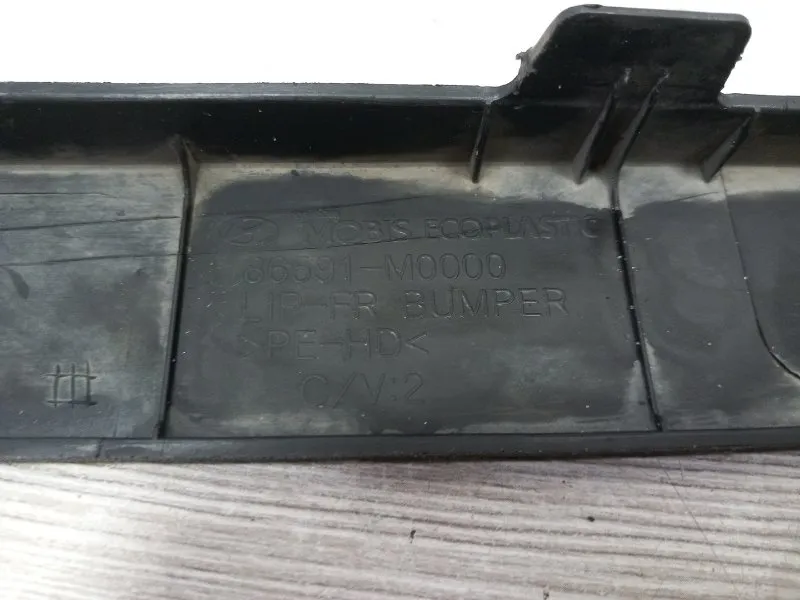 MOBIS ECOPLASTIC
86591-M0000
LIP-FR BUMPER
>PE-HD<
C/V:2